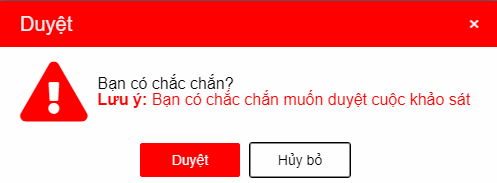 Duyệt ×
Bạn có chắc chắn?
Lưu ý: Bạn có chắc chắn muốn duyệt cuộc khảo sát
Duyệt Hủy bỏ